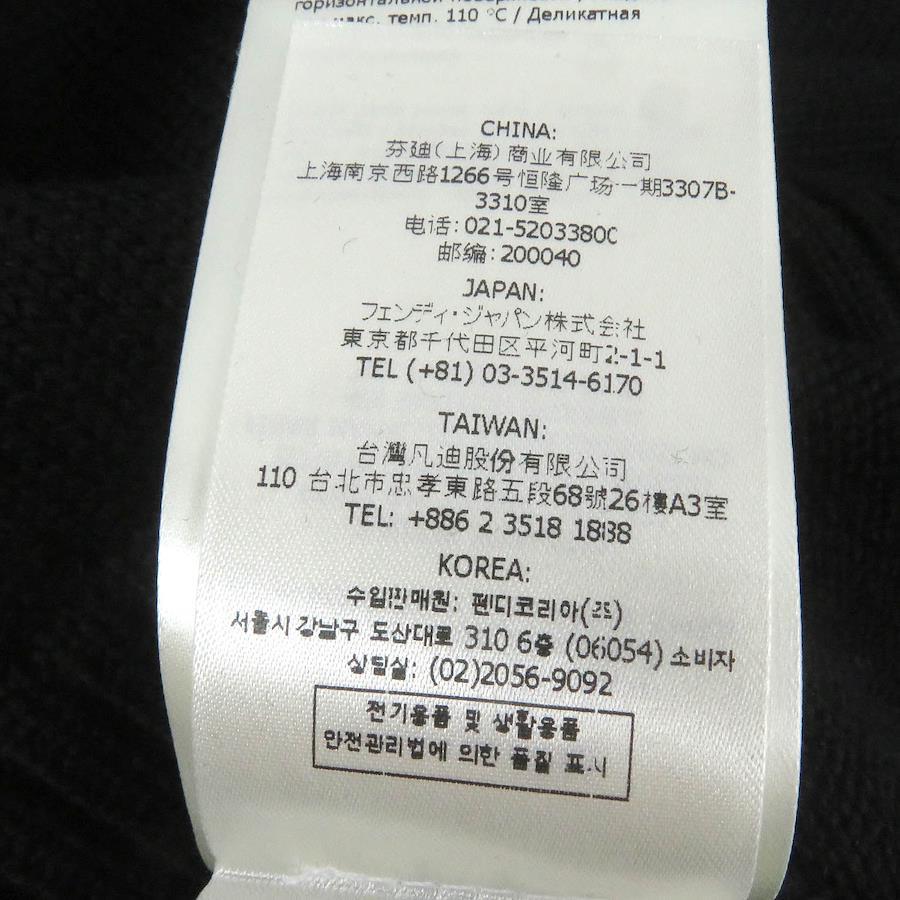 макс. темп. 110 °C / Деликатная
CHINA:
芬迪(上海)商业有限公司
上海南京西路1266号恒隆广场一期3307B-
3310室
电话: 021-52033800
邮编: 200040
JAPAN:
フェンディ・ジャパン株式会社
東京都千代田区平河町2-1-1
TEL (+81) 03-3514-6170
TAIWAN:
台灣凡迪股份有限公司
110 台北市忠孝東路五段68號26樓A3室
TEL: +886 2 3518 1888
KOREA:
수입판매원: 펜디코리아(주)
서울시 강남구 도산대로 310 6층 (06054) 소비자
상담실: (02)2056-9092
전기용품 및 생활용품
안전관리법에 의한 품질 표시